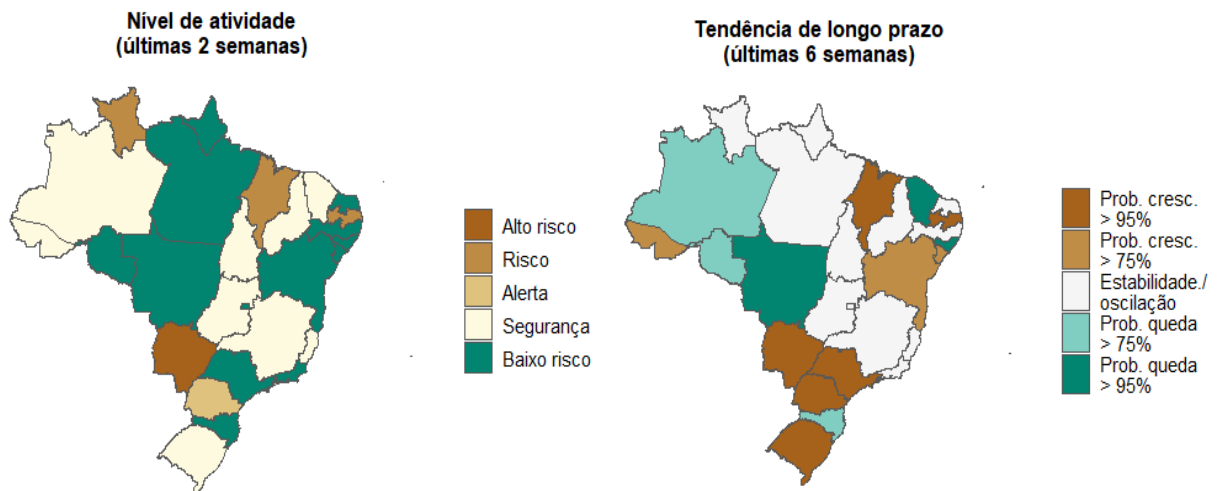 Nível de atividade
(últimas 2 semanas)
Alto risco
Risco
Alerta
Segurança
Baixo risco
Tendência de longo prazo
(últimas 6 semanas)
Prob. cresc.
> 95%
Prob. cresc.
> 75%
Estabilidade./
oscilação
Prob. queda
> 75%
Prob. queda
> 95%